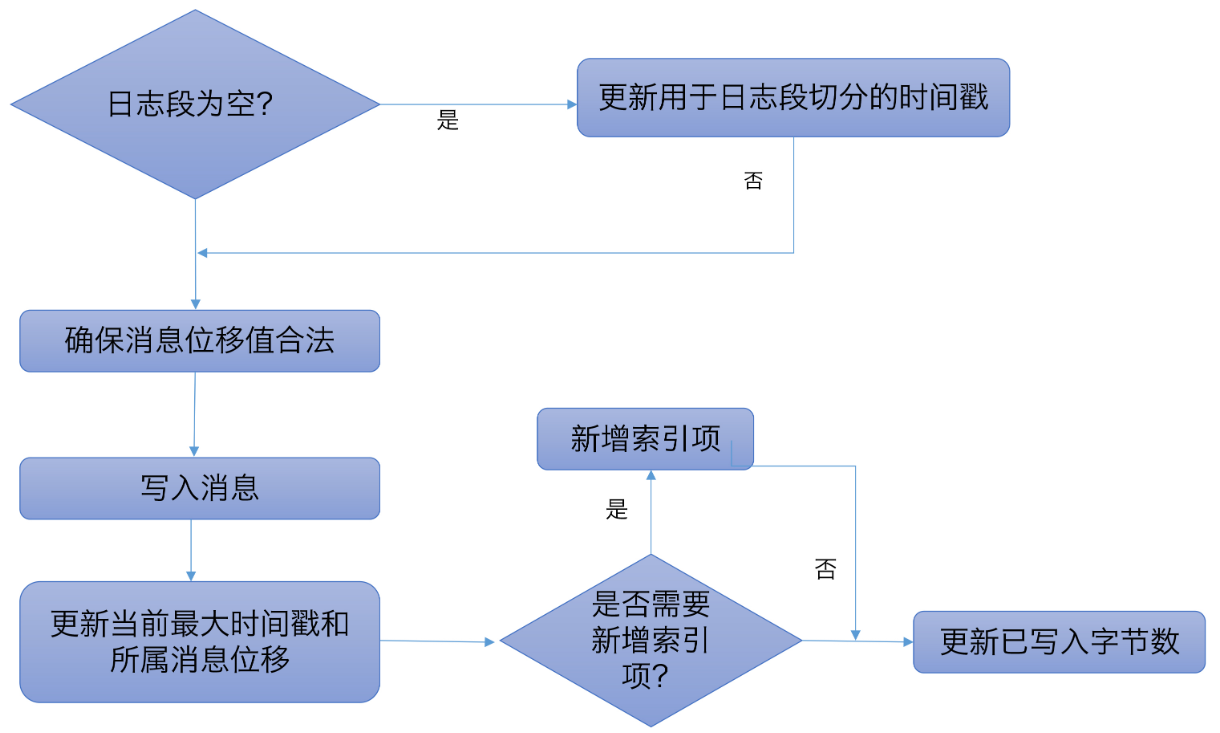 日志段为空?
是
更新用于日志段切分的时间戳
否
确保消息位移值合法
写入消息
更新当前最大时间戳和
所属消息位移
是否需要
新增索引
项?
是
新增索引项
否
更新已写入字节数